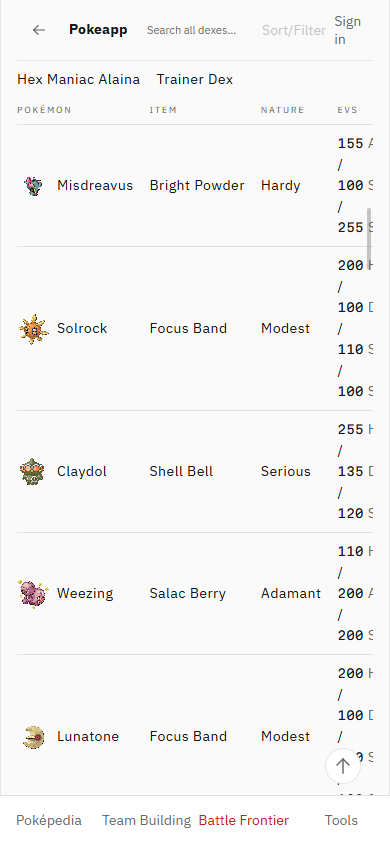 Pokeapp Search all dexes... Sort/Filter Sign in
Hex Maniac Alaina Trainer Dex
POKÉMON ITEM NATURE EVS
Misdreavus Bright Powder Hardy
155 A
/
100 S
/
255 S
Solrock Focus Band Modest
200 H
/
100 D
/
110 S
/
100 S
Claydol Shell Bell Serious
255 H
/
135 D
/
120 S
Weezing Salac Berry Adamant
110 H
/
200 A
/
200 S
Lunatone Focus Band Modest
200 H
/
100 D
/
Poképedia Team Building Battle Frontier Tools